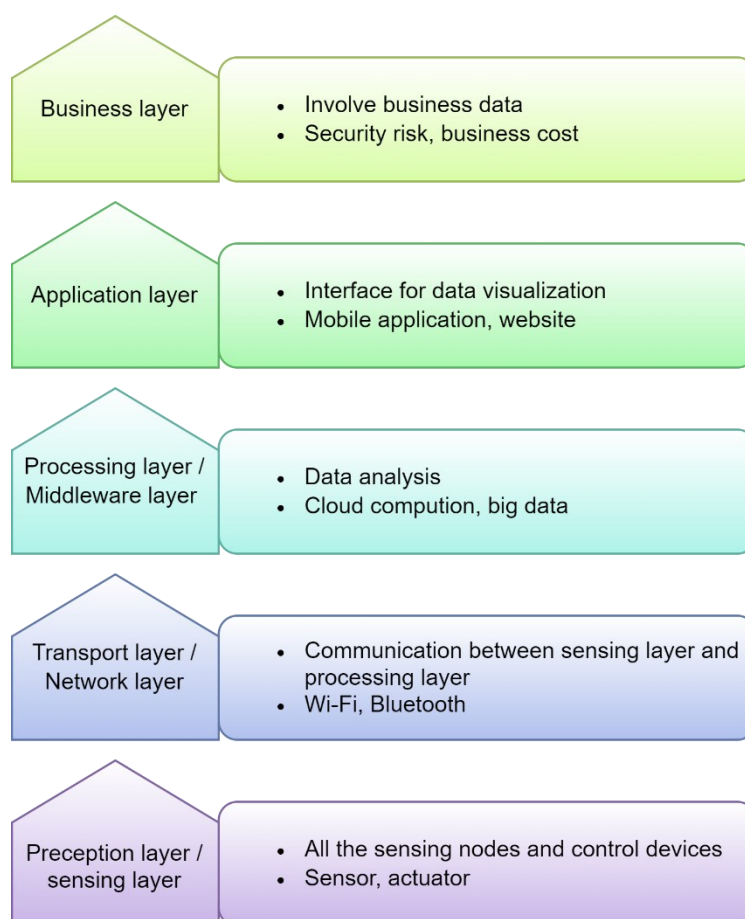 Business layer
• Involve business data
• Security risk, business cost
Application layer
• Interface for data visualization
• Mobile application, website
Processing layer /
Middleware layer
• Data analysis
• Cloud compution, big data
Transport layer /
Network layer
• Communication between sensing layer and
processing layer
• Wi-Fi, Bluetooth
Preception layer /
sensing layer
• All the sensing nodes and control devices
• Sensor, actuator